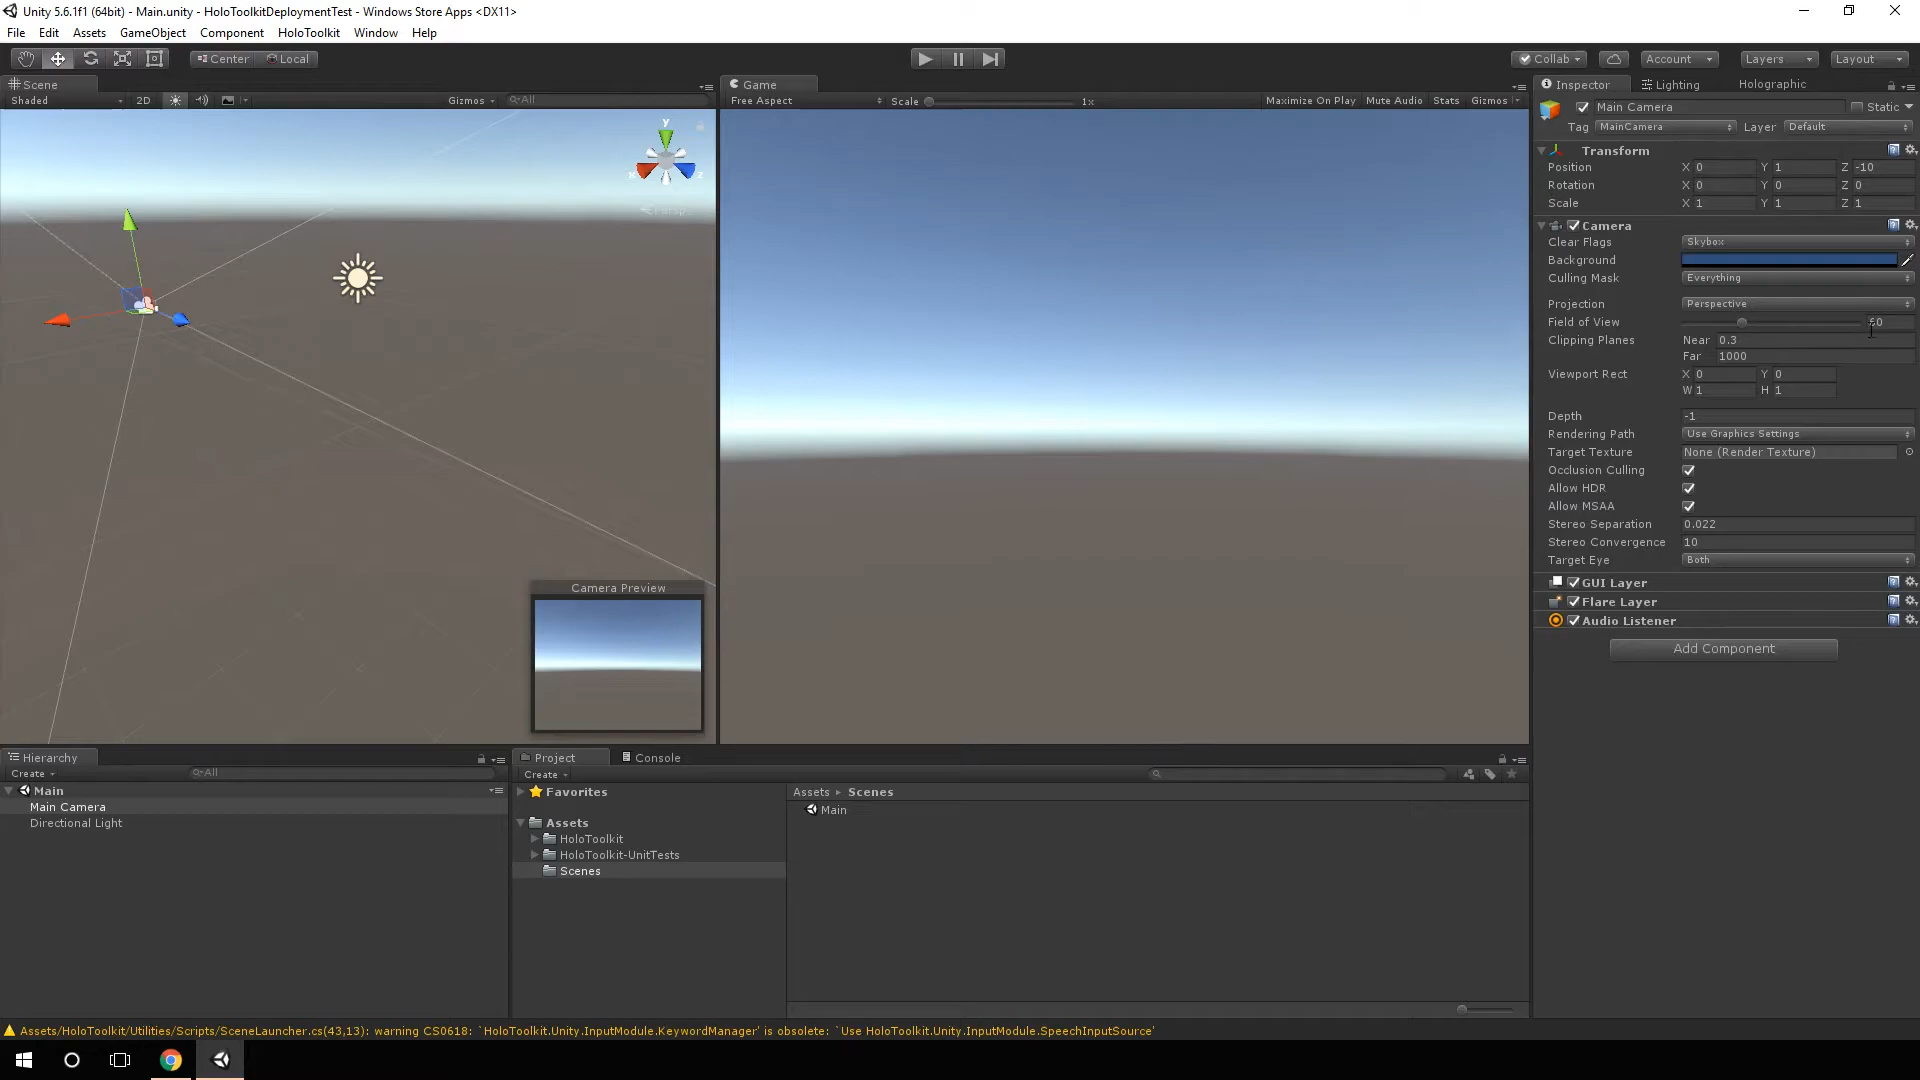 Unity 5.6.1f1 (64bit) - Main.unity - HoloToolkitDeploymentTest - Windows Store Apps <DX11>
File Edit Assets GameObject Component HoloToolkit Window Help
Center Local Collab Account Layers Layout
Scene
Shaded 2D Gizmos All
y
x z
Persp
Camera Preview
Game
Free Aspect Scale 1x Maximize On Play Mute Audio Stats Gizmos
Inspector Lighting Holographic
Main Camera Static
Tag MainCamera Layer Default
Transform
Position X 0 Y 1 Z -10
Rotation X 0 Y 0 Z 0
Scale X 1 Y 1 Z 1
Camera
Clear Flags Skybox
Background
Culling Mask Everything
Projection Perspective
Field of View 60
Clipping Planes Near 0.3
Far 1000
Viewport Rect X 0 Y 0
W 1 H 1
Depth -1
Rendering Path Use Graphics Settings
Target Texture None (Render Texture)
Occlusion Culling
Allow HDR
Allow MSAA
Stereo Separation 0.022
Stereo Convergence 10
Target Eye Both
GUI Layer
Flare Layer
Audio Listener
Add Component
Hierarchy
Create All
Main
Main Camera
Directional Light
Project Console
Create
Favorites
Assets
HoloToolkit
HoloToolkit-UnitTests
Scenes
Assets Scenes
Main
Assets/HoloToolkit/Utilities/Scripts/SceneLauncher.cs(43,13): warning CS0618: `HoloToolkit.Unity.InputModule.KeywordManager' is obsolete: `Use HoloToolkit.Unity.InputModule.SpeechInputSource'